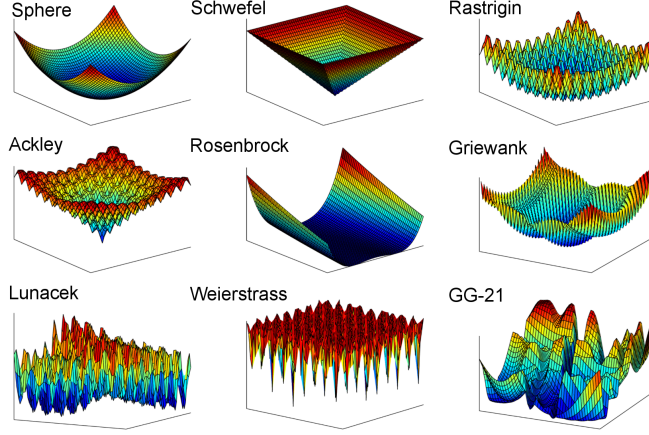 Sphere
Schwefel
Rastrigin
Ackley
Rosenbrock
Griewank
Lunacek
Weierstrass
GG-21